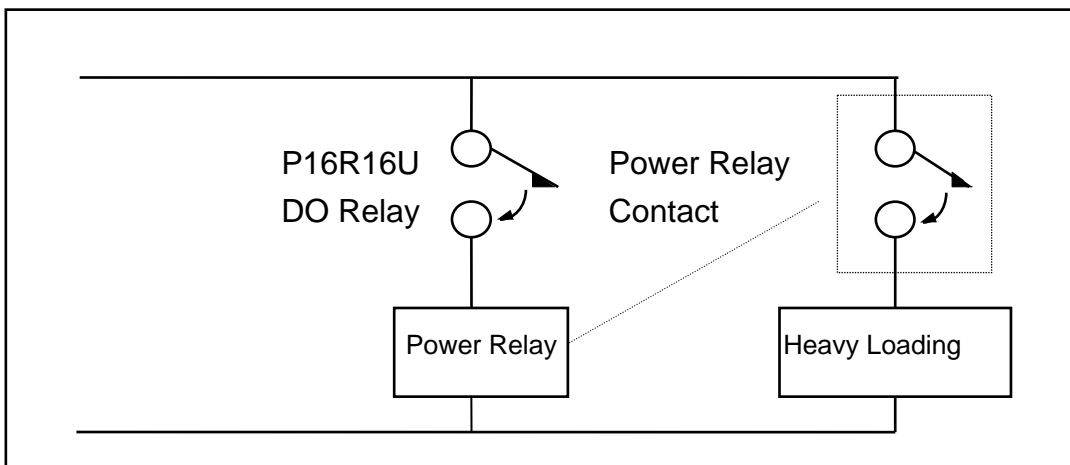 P16R16U
DO Relay
Power Relay
Contact
Power Relay
Heavy Loading